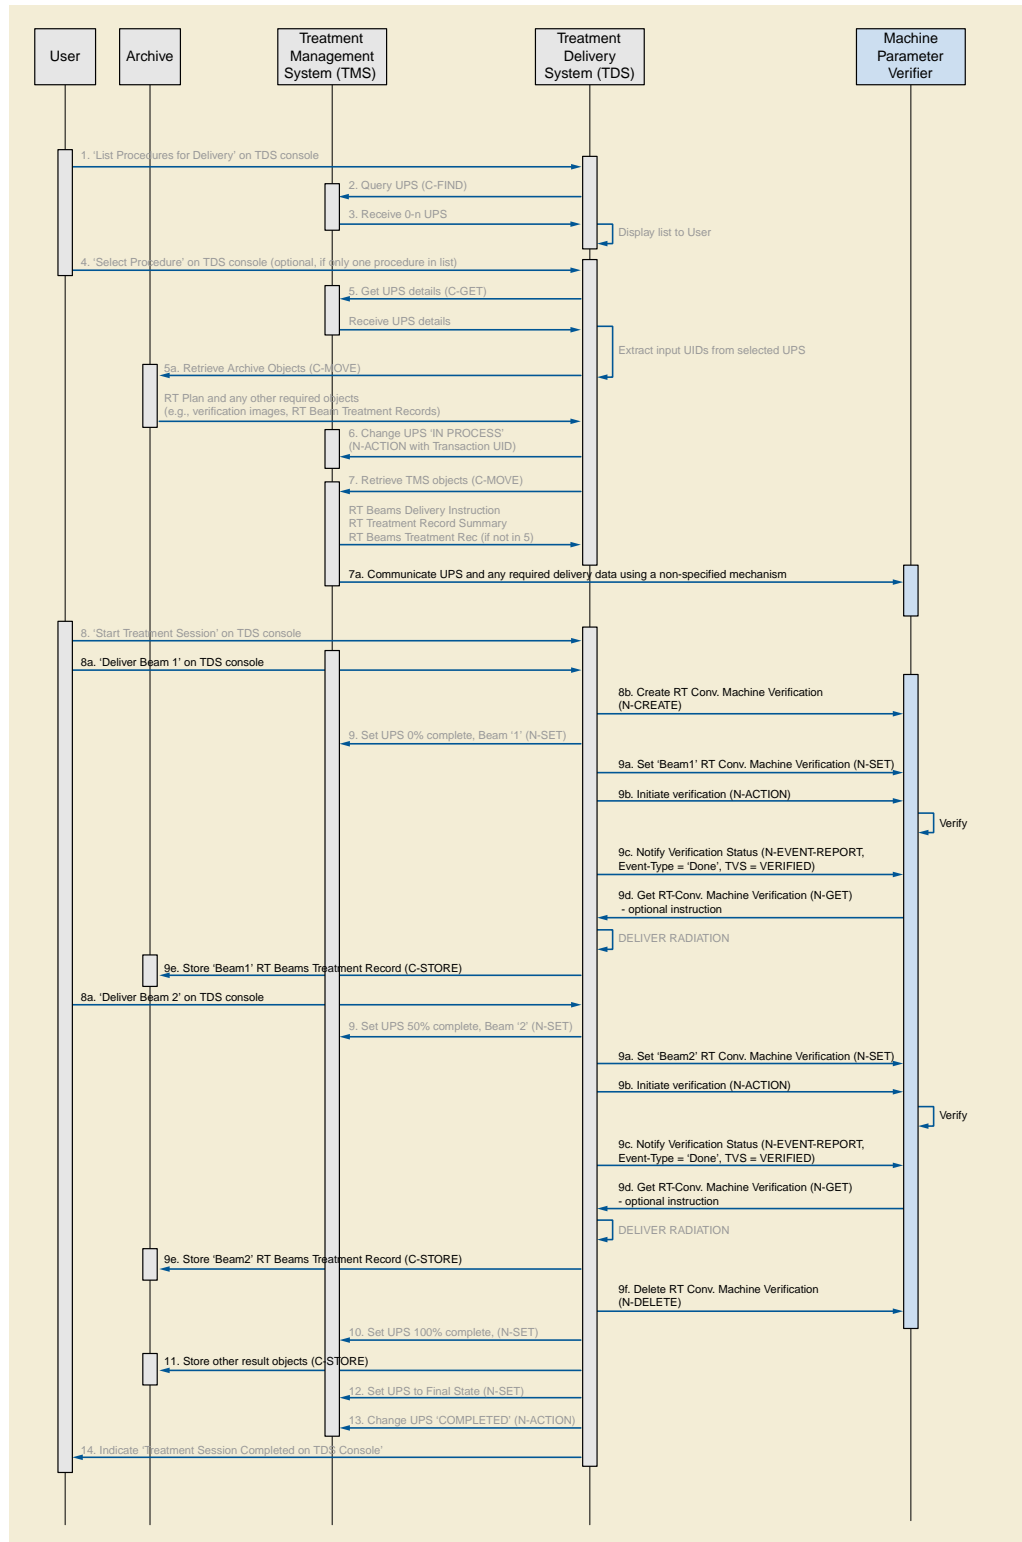 User
Archive
Treatment
Management
System (TMS)
Treatment
Delivery
System (TDS)
Machine
Parameter
Verifier
1. ‘List Procedures for Delivery’ on TDS console
2. Query UPS (C-FIND)
3. Receive 0-n UPS
Display list to User
4. ‘Select Procedure’ on TDS console (optional, if only one procedure in list)
5. Get UPS details (C-GET)
Receive UPS details
Extract input UIDs from selected UPS
5a. Retrieve Archive Objects (C-MOVE)
RT Plan and any other required objects
(e.g., verification images, RT Beam Treatment Records)
6. Change UPS ‘IN PROCESS’
(N-ACTION with Transaction UID)
7. Retrieve TMS objects (C-MOVE)
RT Beams Delivery Instruction
RT Treatment Record Summary
RT Beams Treatment Rec (if not in 5)
7a. Communicate UPS and any required delivery data using a non-specified mechanism
8. ‘Start Treatment Session’ on TDS console
8a. ‘Deliver Beam 1’ on TDS console
8b. Create RT Conv. Machine Verification
(N-CREATE)
9. Set UPS 0% complete, Beam ‘1’ (N-SET)
9a. Set ‘Beam1’ RT Conv. Machine Verification (N-SET)
9b. Initiate verification (N-ACTION)
Verify
9c. Notify Verification Status (N-EVENT-REPORT,
Event-Type = ‘Done’, TVS = VERIFIED)
9d. Get RT-Conv. Machine Verification (N-GET)
- optional instruction
DELIVER RADIATION
9e. Store ‘Beam1’ RT Beams Treatment Record (C-STORE)
8a. ‘Deliver Beam 2’ on TDS console
9. Set UPS 50% complete, Beam ‘2’ (N-SET)
9a. Set ‘Beam2’ RT Conv. Machine Verification (N-SET)
9b. Initiate verification (N-ACTION)
Verify
9c. Notify Verification Status (N-EVENT-REPORT,
Event-Type = ‘Done’, TVS = VERIFIED)
9d. Get RT-Conv. Machine Verification (N-GET)
- optional instruction
DELIVER RADIATION
9e. Store ‘Beam2’ RT Beams Treatment Record (C-STORE)
9f. Delete RT Conv. Machine Verification
(N-DELETE)
10. Set UPS 100% complete, (N-SET)
11. Store other result objects (C-STORE)
12. Set UPS to Final State (N-SET)
13. Change UPS ‘COMPLETED’ (N-ACTION)
14. Indicate ‘Treatment Session Completed on TDS Console’